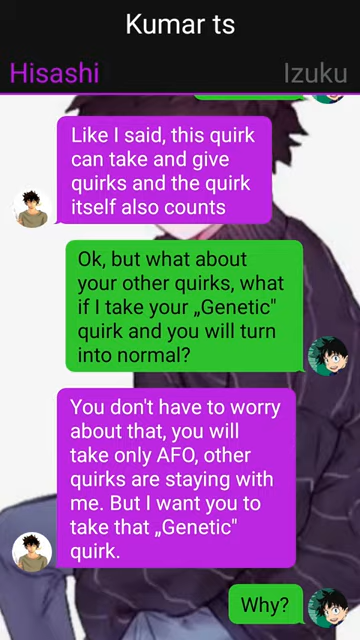 Kumar ts
Hisashi
Izuku
Like I said, this quirk
can take and give
quirks and the quirk
itself also counts
Ok, but what about
your other quirks, what
if I take your „Genetic"
quirk and you will turn
into normal?
You don't have to worry
about that, you will
take only AFO, other
quirks are staying with
me. But I want you to
take that „Genetic"
quirk.
Why?